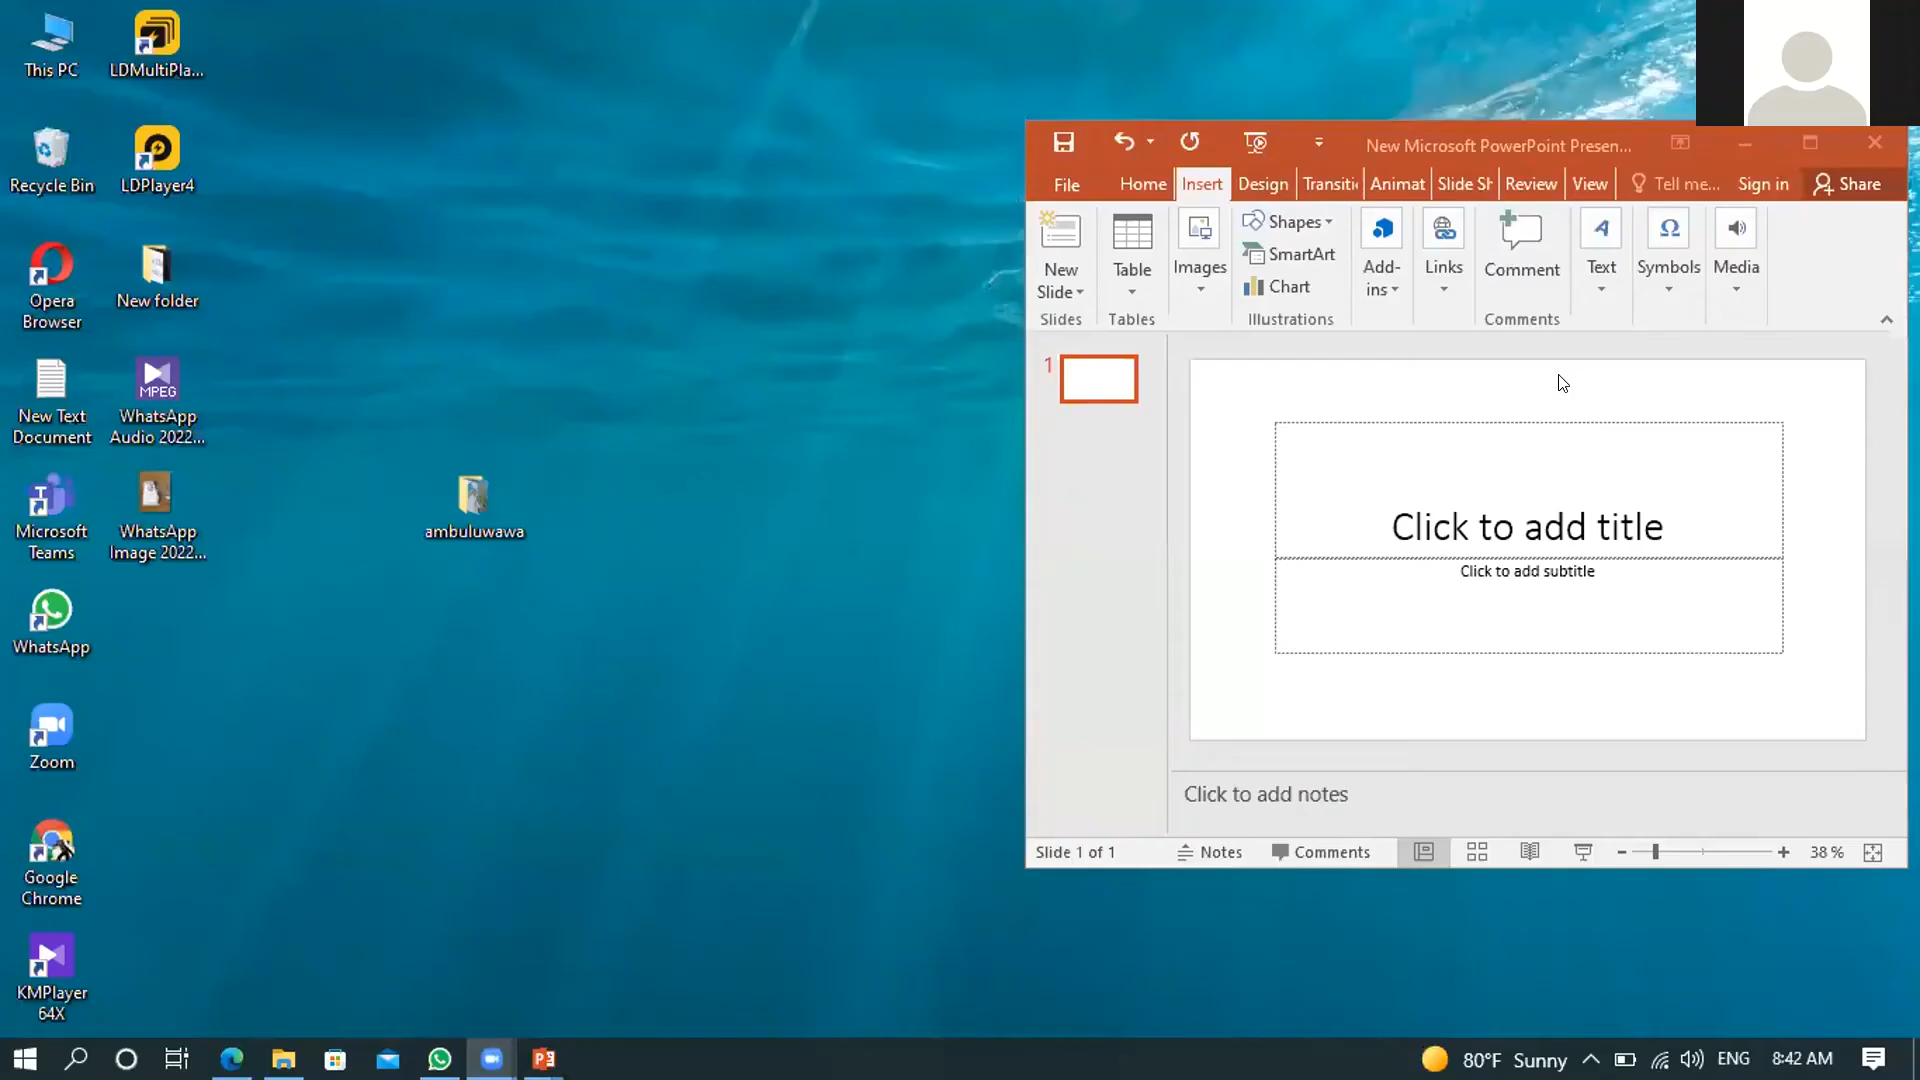 This PC
LDMultiPla...
Recycle Bin
LDPlayer4
Opera
Browser
New folder
New Text
Document
MPEG
WhatsApp
Audio 2022...
Microsoft
Teams
WhatsApp
Image 2022...
ambuluwawa
WhatsApp
Zoom
Google
Chrome
KMPlayer
64X
New Microsoft PowerPoint Presen...
File Home Insert Design Transiti Animat Slide Sh Review View Tell me... Sign in Share
New
Slide
Slides
Table
Tables
Images
Shapes
SmartArt
Chart
Illustrations
Add-
ins
Links
Comment
Comments
Text
Symbols
Media
1
Click to add title
Click to add subtitle
Click to add notes
Slide 1 of 1 Notes Comments 38 %
80°F Sunny ENG 8:42 AM